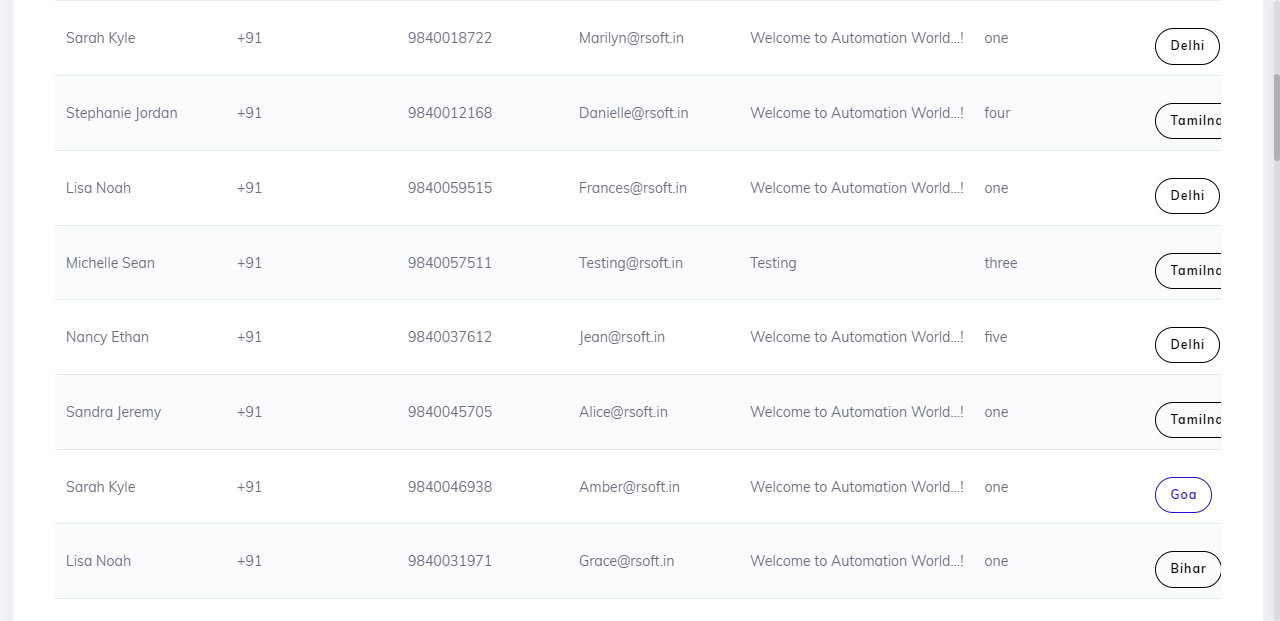 Sarah Kyle +91 9840018722 Marilyn@rsoft.in Welcome to Automation World...! one Delhi
Stephanie Jordan +91 9840012168 Danielle@rsoft.in Welcome to Automation World...! four Tamilna
Lisa Noah +91 9840059515 Frances@rsoft.in Welcome to Automation World...! one Delhi
Michelle Sean +91 9840057511 Testing@rsoft.in Testing three Tamilna
Nancy Ethan +91 9840037612 Jean@rsoft.in Welcome to Automation World...! five Delhi
Sandra Jeremy +91 9840045705 Alice@rsoft.in Welcome to Automation World...! one Tamilna
Sarah Kyle +91 9840046938 Amber@rsoft.in Welcome to Automation World...! one Goa
Lisa Noah +91 9840031971 Grace@rsoft.in Welcome to Automation World...! one Bihar